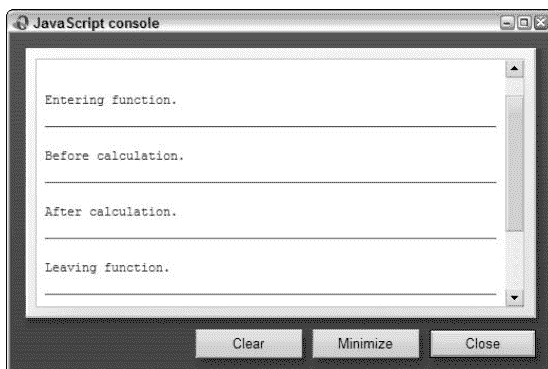 JavaScript console
Entering function.
Before calculation.
After calculation.
Leaving function.
Clear
Minimize
Close